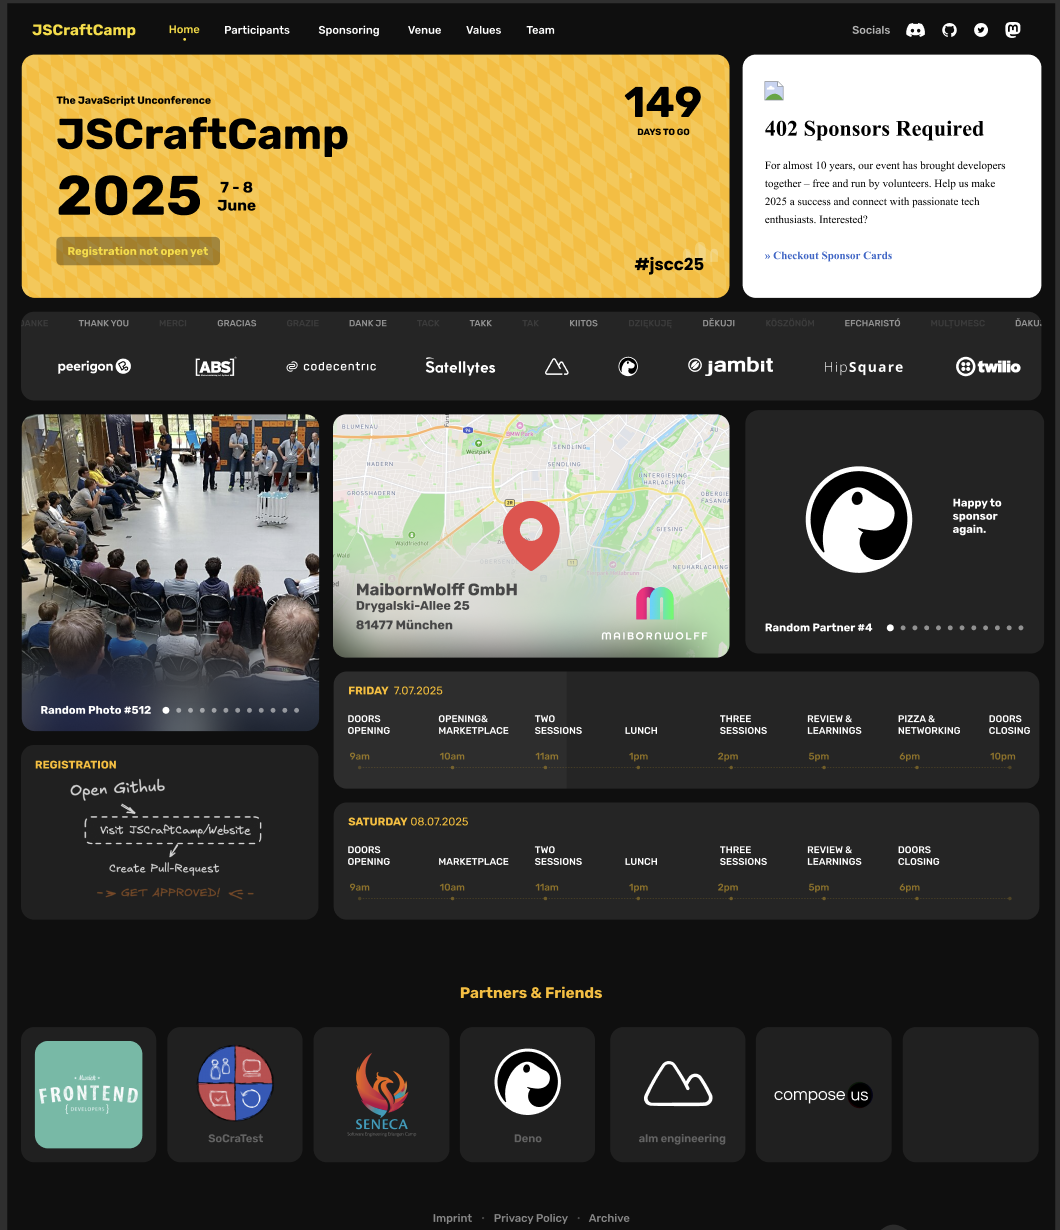 JSCraftCamp
Home Participants Sponsoring Venue Values Team
Socials
The JavaScript Unconference
JSCraftCamp
2025
7 - 8
June
Registration not open yet
149
DAYS TO GO
#jscc25
402 Sponsors Required
For almost 10 years, our event has brought developers
together – free and run by volunteers. Help us make
2025 a success and connect with passionate tech
enthusiasts. Interested?
» Checkout Sponsor Cards
THANK YOU MERCI GRACIAS GRAZIE DANK JE TACK TAKK TAK KIITOS DZIĘKUJĘ DĚKUJI KÖSZÖNÖM EFCHARISTÓ MULȚUMESC
peerigon [ABS] codecentric Satellytes jambit HipSquare twilio
Random Photo #512
BLUMENAU
SMW Park
Westpark
SENDLING
SENDLING
HADERN
UNTERGIESING
HARLACHING
GROSSHADERN
GIESING
Waldfriedhof
NEUHARLACHING
MaibornWolff GmbH
Drygalski-Allee 25
81477 München
MAIBORNWOLFF
Happy to
sponsor
again.
Random Partner #4
FRIDAY 7.07.2025
DOORS OPENING& TWO THREE REVIEW & PIZZA & DOORS
OPENING MARKETPLACE SESSIONS LUNCH SESSIONS LEARNINGS NETWORKING CLOSING
9am 10am 11am 1pm 2pm 5pm 6pm 10pm
SATURDAY 08.07.2025
DOORS TWO THREE REVIEW & DOORS
OPENING MARKETPLACE SESSIONS LUNCH SESSIONS LEARNINGS CLOSING
9am 10am 11am 1pm 2pm 5pm 6pm
REGISTRATION
Open Github
Visit JSCraftCamp/Website
Create Pull-Request
GET APPROVED!
Partners & Friends
FRONTEND
{DEVELOPERS}
SoCraTest
SENECA
Deno
alm engineering
compose us
Imprint · Privacy Policy · Archive